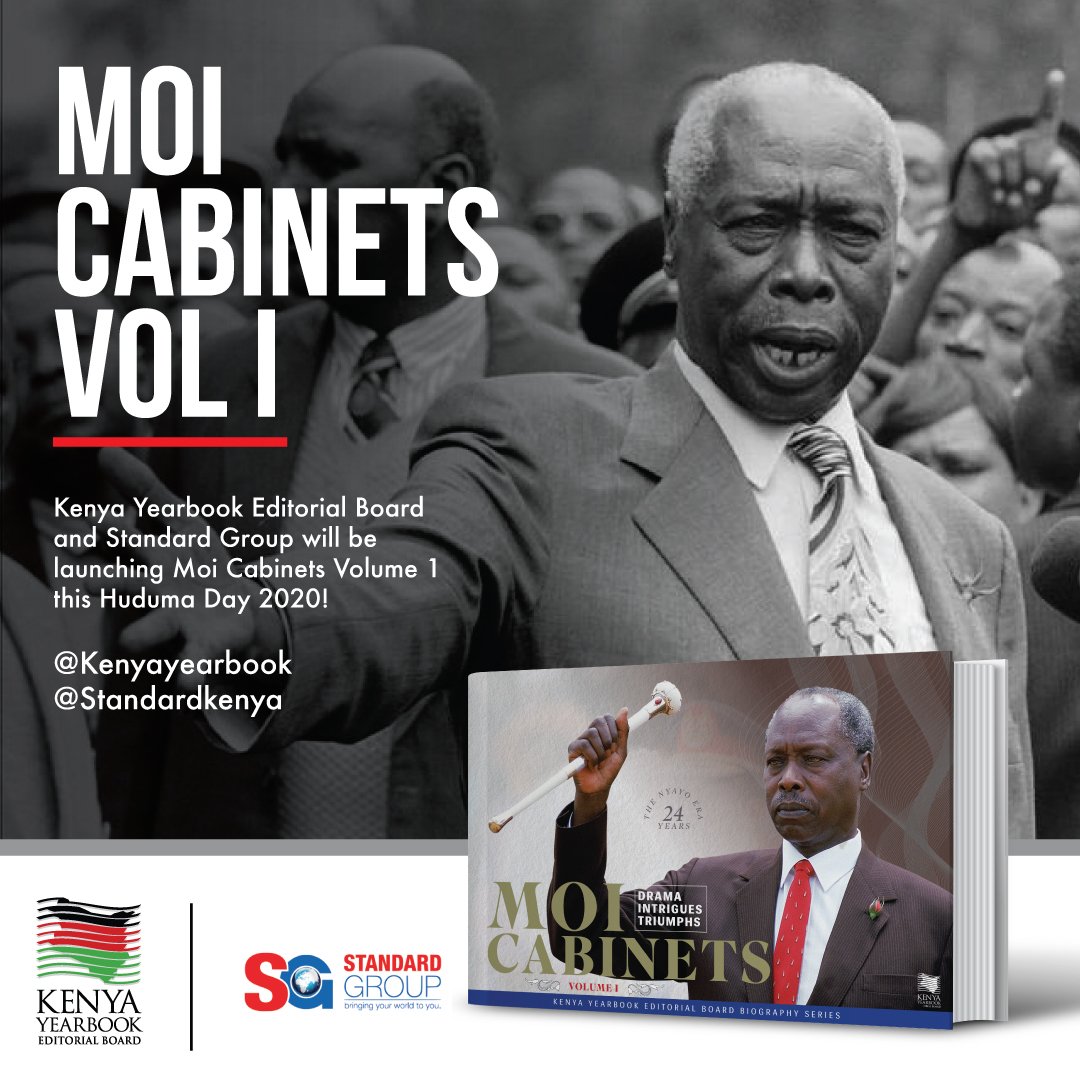 MOI
CABINETS
VOL I
Kenya Yearbook Editorial Board
and Standard Group will be
launching Moi Cabinets Volume 1
this Huduma Day 2020!
@Kenyayearbook
@Standardkenya
THE NYAYO ERA
24
YEARS
MOI
DRAMA
INTRIGUES
TRIUMPHS
CABINETS
VOLUME I
KENYA YEARBOOK EDITORIAL BOARD BIOGRAPHY SERIES
KENYA
YEARBOOK
KENYA
YEARBOOK
EDITORIAL BOARD
SG
STANDARD
GROUP
bringing your world to you.